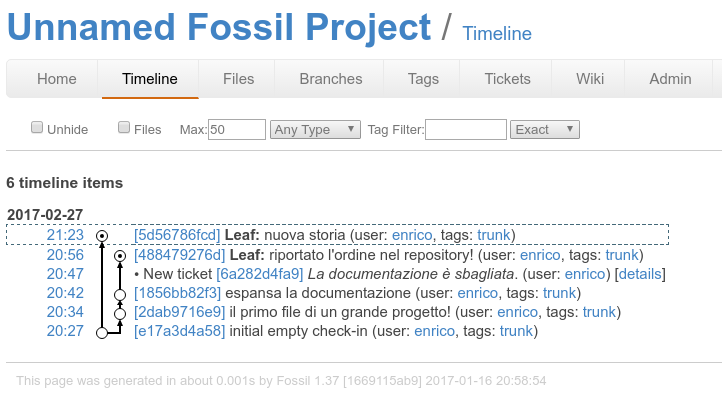 Unnamed Fossil Project / Timeline
Home Timeline Files Branches Tags Tickets Wiki Admin
Unhide Files Max: 50 Any Type Tag Filter: Exact
6 timeline items
2017-02-27
21:23 [5d56786fcd] Leaf: nuova storia (user: enrico, tags: trunk)
20:56 [488479276d] Leaf: riportato l'ordine nel repository! (user: enrico, tags: trunk)
20:47 • New ticket [6a282d4fa9] La documentazione è sbagliata. (user: enrico) [details]
20:42 [1856bb82f3] espansa la documentazione (user: enrico, tags: trunk)
20:34 [2dab9716e9] il primo file di un grande progetto! (user: enrico, tags: trunk)
20:27 [e17a3d4a58] initial empty check-in (user: enrico, tags: trunk)
This page was generated in about 0.001s by Fossil 1.37 [1669115ab9] 2017-01-16 20:58:54